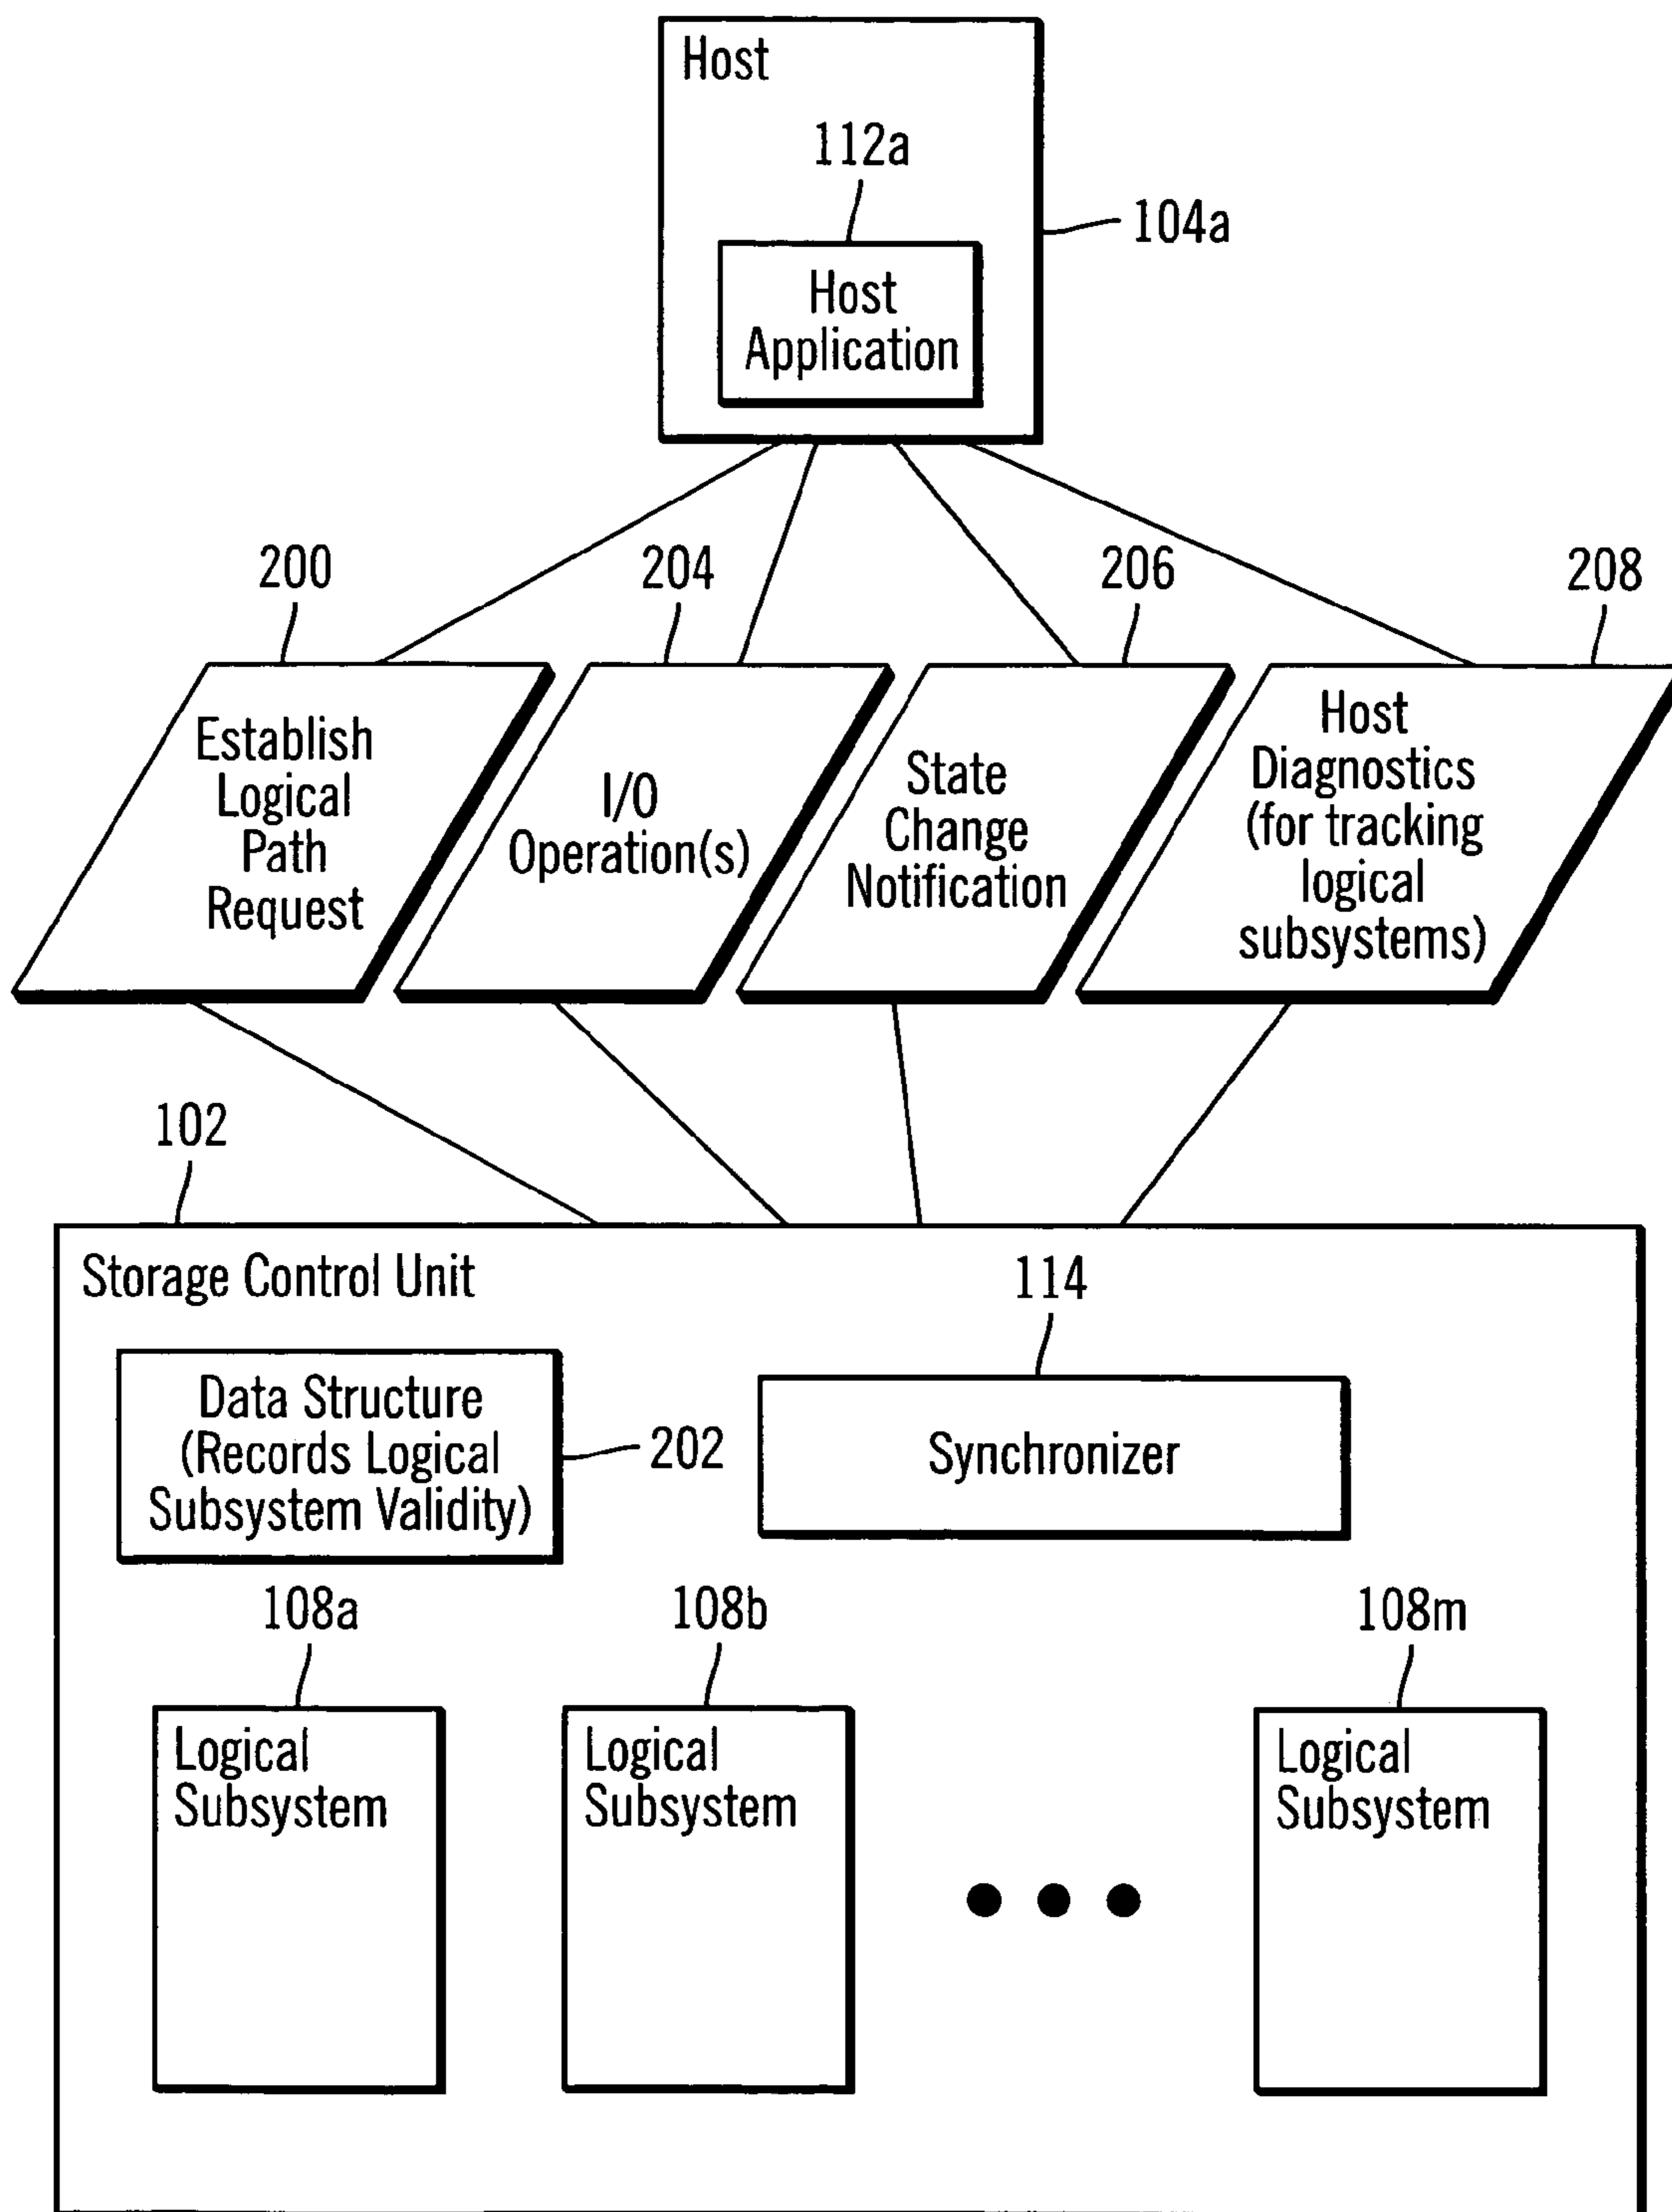 Host
112a
104a
Host
Application
200
204
206
208
Establish
Logical
Path
Request
I/O
Operation(s)
State
Change
Notification
Host
Diagnostics
(for tracking
logical
subsystems)
102
Storage Control Unit
114
Data Structure
(Records Logical
Subsystem Validity)
202
Synchronizer
108a
108b
108m
Logical
Subsystem
Logical
Subsystem
Logical
Subsystem